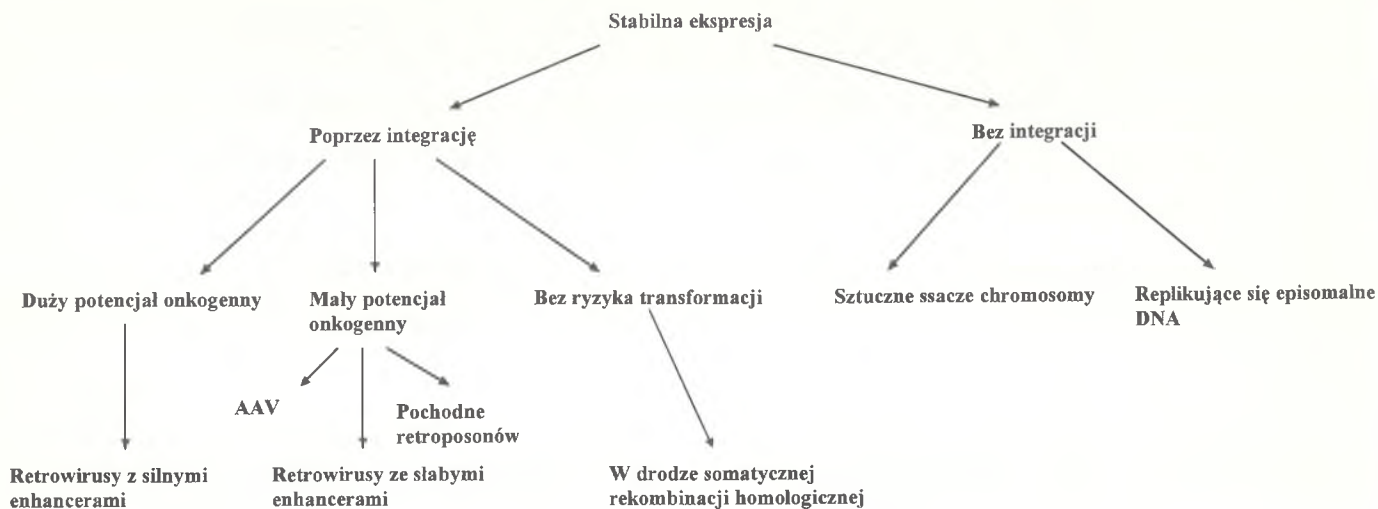 Stabilna ekspresja
Poprzez integrację
Bez integracji
Duży potencjał onkogenny
Mały potencjał
onkogenny
Bez ryzyka transformacji
Sztuczne ssacze chromosomy
Replikujące się episomalne
DNA
AAV
Pochodne
retroposonów
Retrowirusy z silnymi
enhancerami
Retrowirusy ze słabymi
enhancerami
W drodze somatycznej
rekombinacji homologicznej